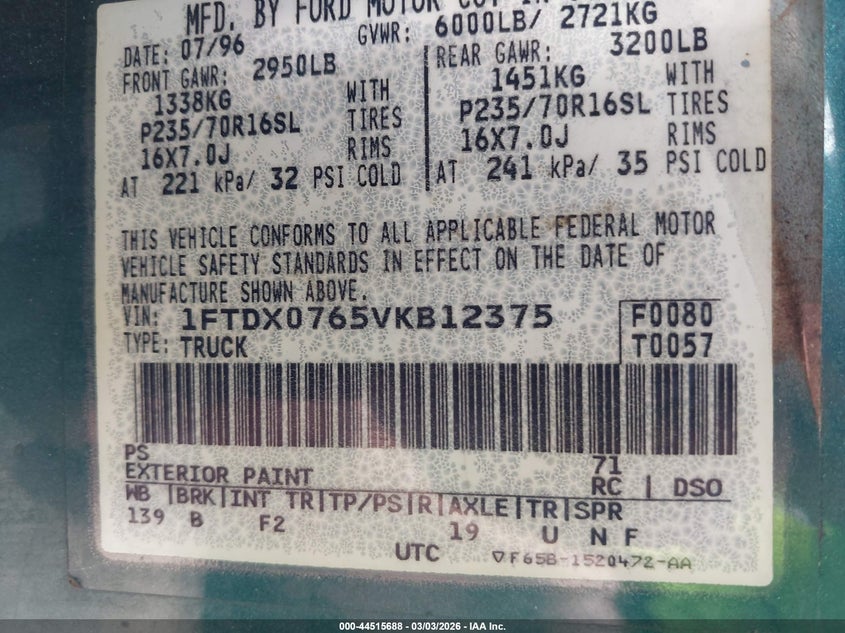 MFD. BY FORD MOTOR CO.
DATE: 07/96 GVWR: 6000LB/ 2721KG
FRONT GAWR: 2950LB REAR GAWR: 3200LB
1338KG WITH 1451KG WITH
P235/70R16SL TIRES P235/70R16SL TIRES
16X7.0J RIMS 16X7.0J RIMS
AT 221 kPa/ 32 PSI COLD AT 241 kPa/ 35 PSI COLD
THIS VEHICLE CONFORMS TO ALL APPLICABLE FEDERAL MOTOR
VEHICLE SAFETY STANDARDS IN EFFECT ON THE DATE OF
MANUFACTURE SHOWN ABOVE.
VIN: 1FTDX0765VKB12375 F0080
TYPE: TRUCK T0057
PS 71
EXTERIOR PAINT RC | DSO
WB |BRK|INT TR|TP/PS|R|AXLE|TR|SPR
139 B F2 19 U N F
UTC ▽F65B-1520472-AA
000-44515688 - 03/03/2026 - IAA Inc.